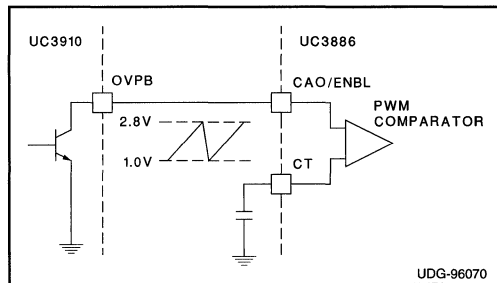 UC3910
UC3886
OVPB
CAO/ENBL
PWM
COMPARATOR
2.8V
1.0V
CT
UDG-96070